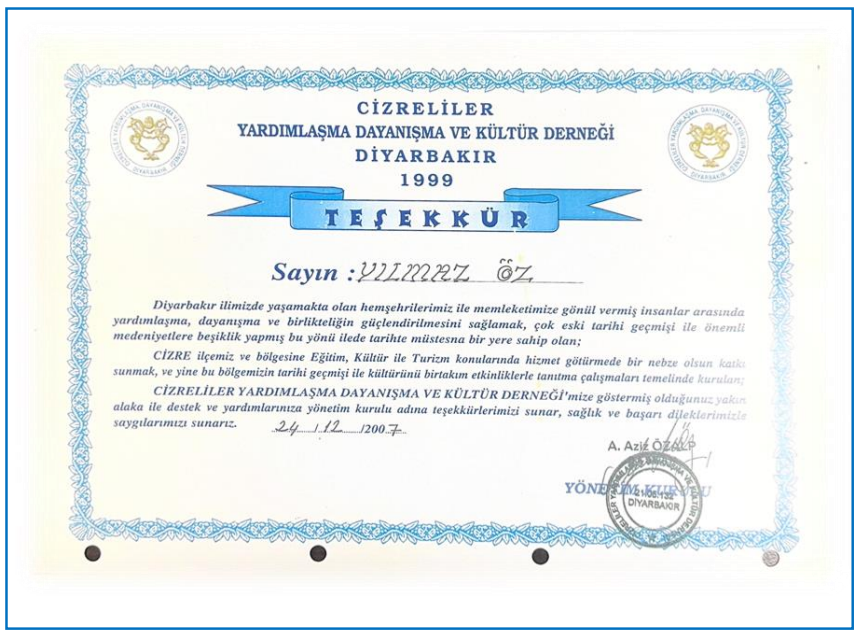 CİZRELİLER
YARDIMLAŞMA DAYANIŞMA VE KÜLTÜR DERNEĞİ
DİYARBAKIR
1999
TEŞEKKÜR
Sayın : YILMAZ ÖZ
Diyarbakır ilimizde yaşamakta olan hemşehrilerimiz ile memleketimize gönül vermiş insanlar arasında
yardımlaşma, dayanışma ve birlikteliğin güçlendirilmesini sağlamak, çok eski tarihi geçmişi ile önemli
medeniyetlere beşiklik yapmış bu yönü ilede tarihte müstesna bir yere sahip olan;
CİZRE ilçemiz ve bölgesine Eğitim, Kültür ile Turizm konularında hizmet götürmede bir nebze olsun katkı
sunmak, ve yine bu bölgemizin tarihi geçmişi ile kültürünü birtakım etkinliklerle tanıtma çalışmaları temelinde kurulan;
CİZRELİLER YARDIMLAŞMA DAYANIŞMA VE KÜLTÜR DERNEĞİ'mize göstermiş olduğunuz yakın
alaka ile destek ve yardımlarınıza yönetim kurulu adına teşekkürlerimizi sunar, sağlık ve başarı dileklerimizle
saygılarımızı sunarız. 24 / 12 /2007
A. Aziz ÖZALP
YÖNETİM KURULU
DİYARBAKIR